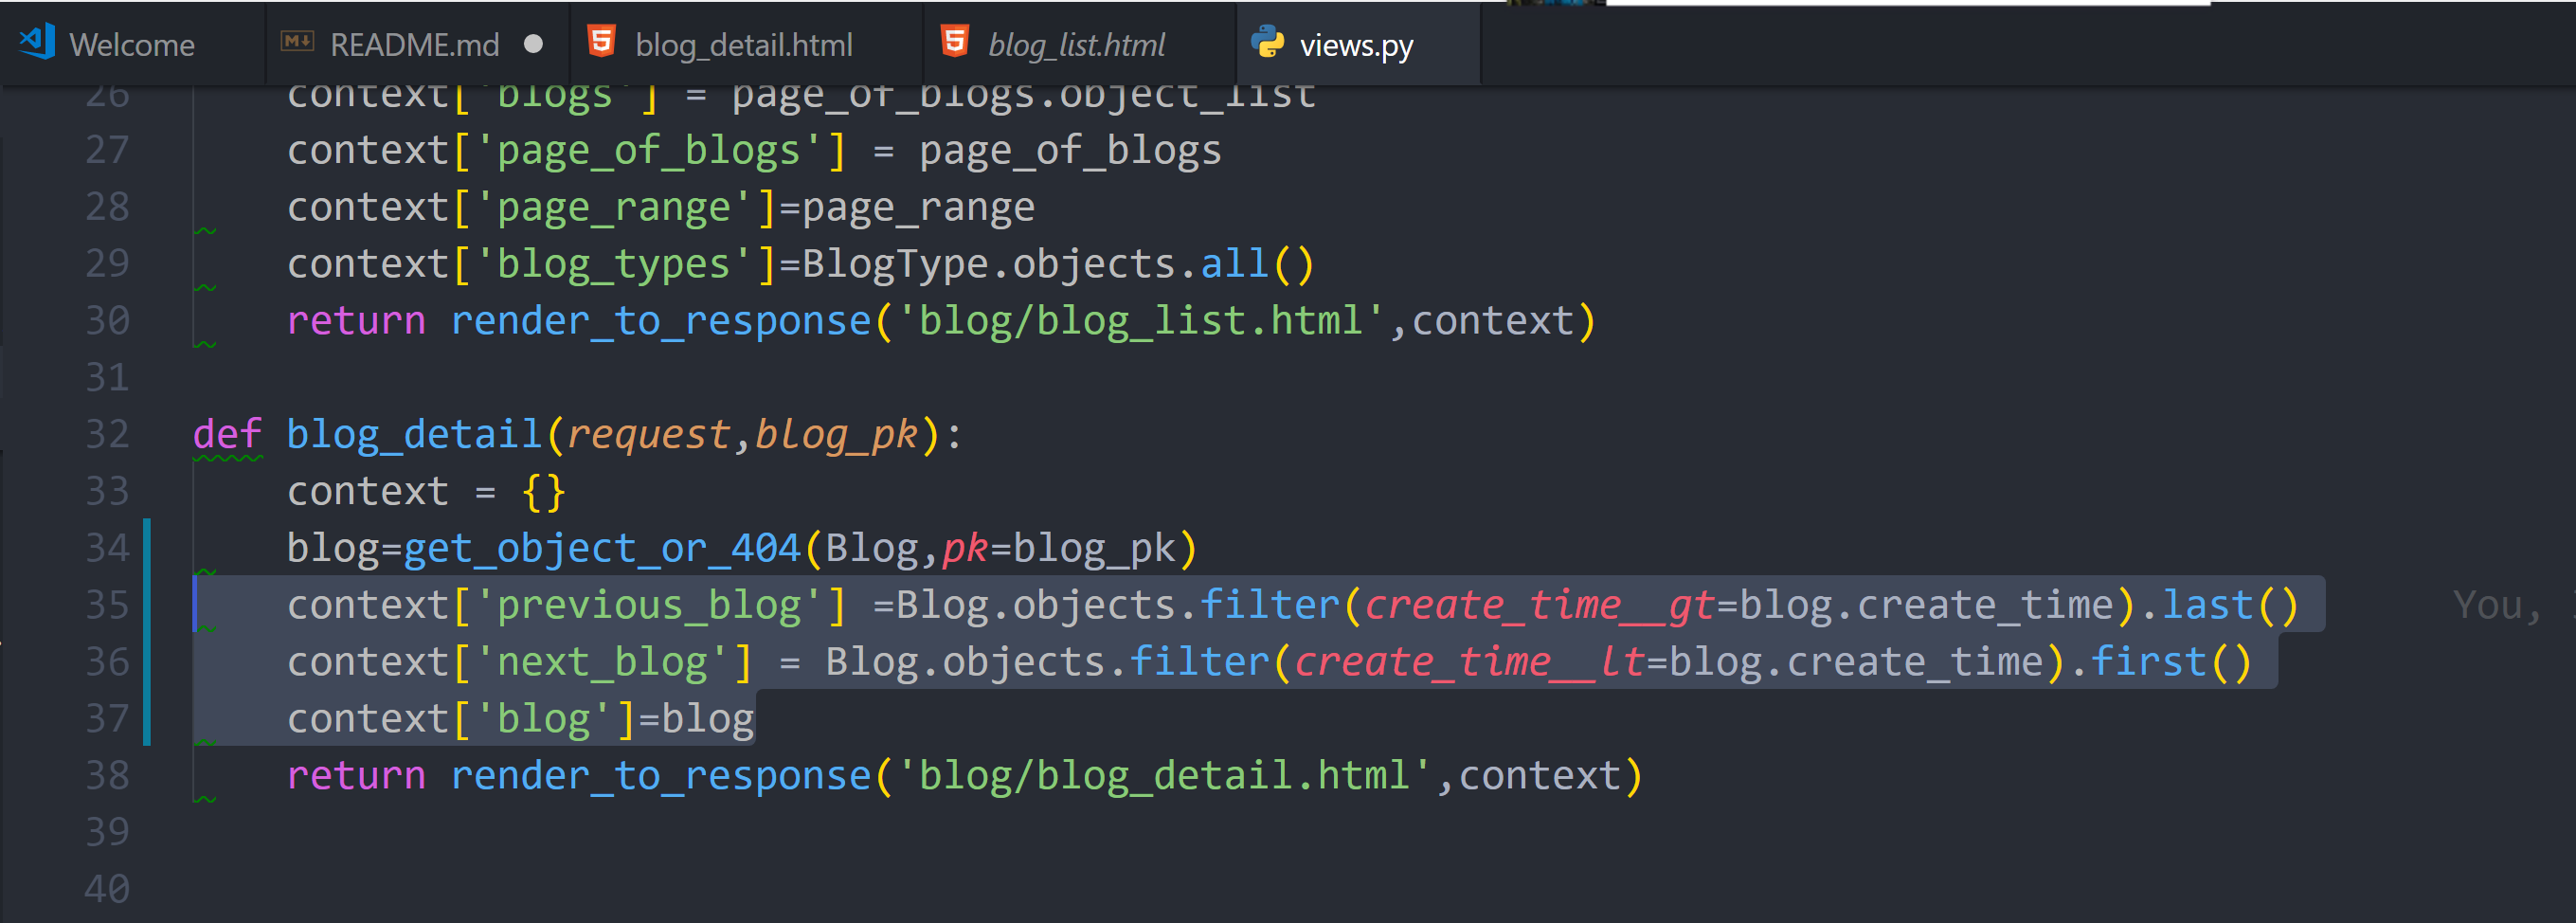 Welcome README.md blog_detail.html blog_list.html views.py
26 context['blogs'] = page_of_blogs.object_list
27 context['page_of_blogs'] = page_of_blogs
28 context['page_range']=page_range
29 context['blog_types']=BlogType.objects.all()
30 return render_to_response('blog/blog_list.html',context)
31
32 def blog_detail(request,blog_pk):
33 context = {}
34 blog=get_object_or_404(Blog,pk=blog_pk)
35 context['previous_blog'] =Blog.objects.filter(create_time__gt=blog.create_time).last() You,
36 context['next_blog'] = Blog.objects.filter(create_time__lt=blog.create_time).first()
37 context['blog']=blog
38 return render_to_response('blog/blog_detail.html',context)
39
40